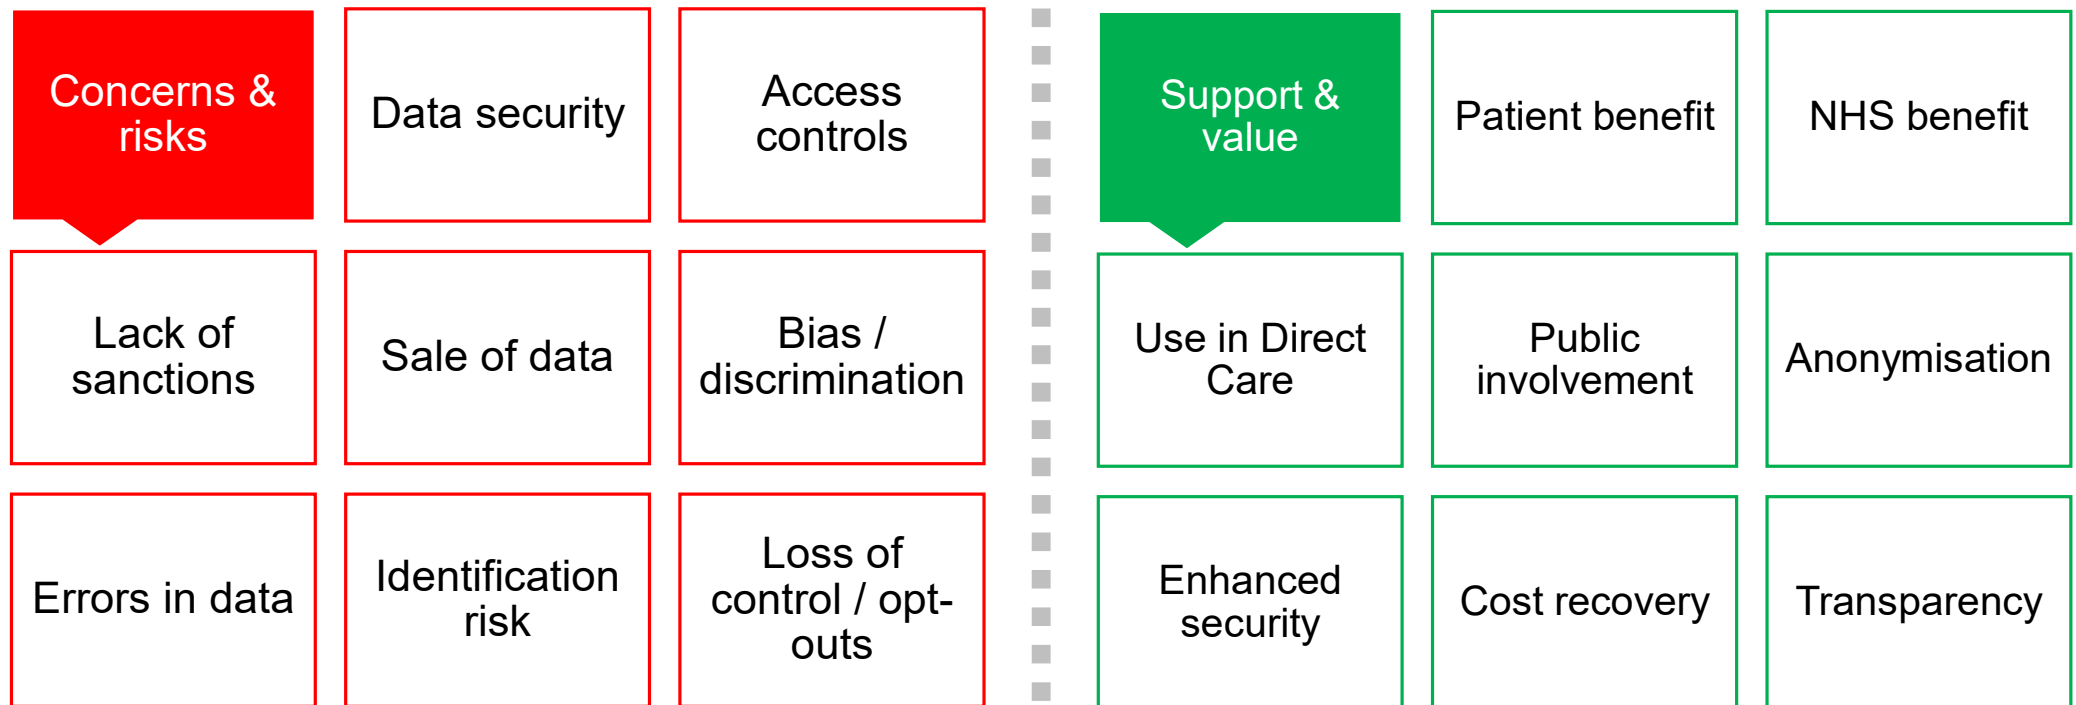 Concerns &
risks
Data security
Access
controls
Lack of
sanctions
Sale of data
Bias /
discrimination
Errors in data
Identification
risk
Loss of
control / opt-
outs
Support &
value
Patient benefit
NHS benefit
Use in Direct
Care
Public
involvement
Anonymisation
Enhanced
security
Cost recovery
Transparency